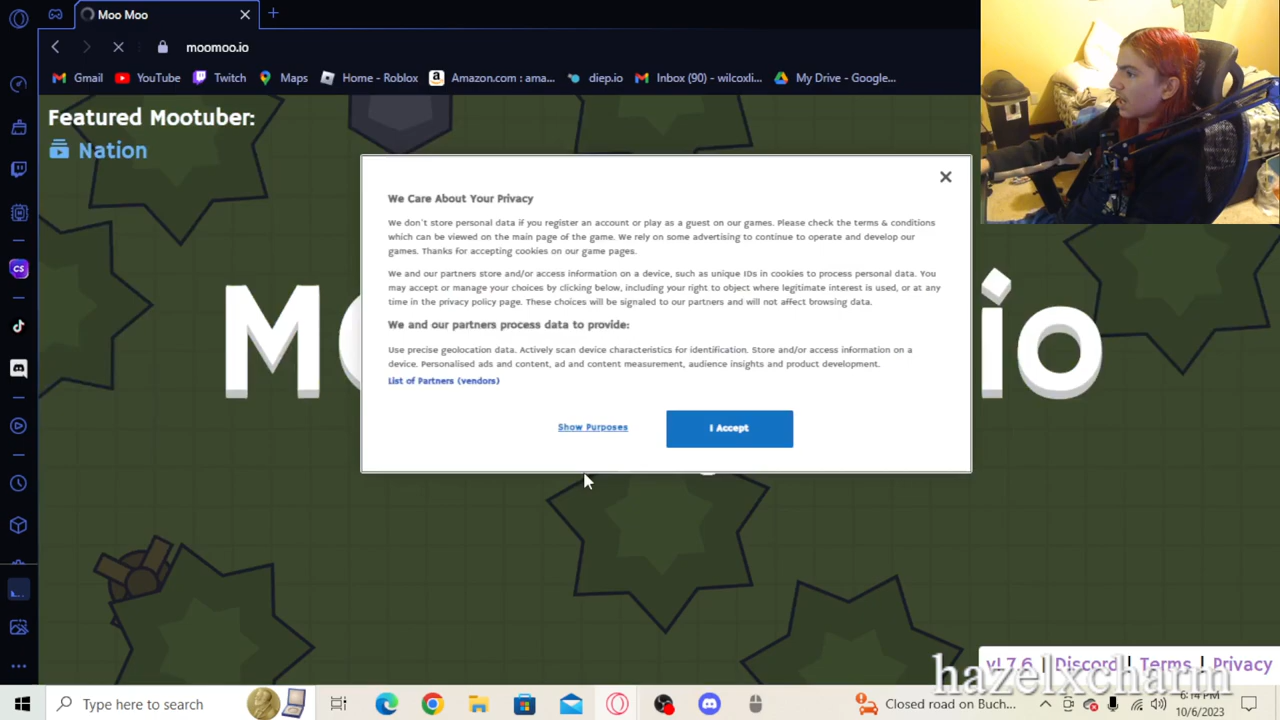 Moo Moo
moomoo.io
Gmail
YouTube
Twitch
Maps
Home - Roblox
Amazon.com : ama...
diep.io
Inbox (90) - wilcoxli...
My Drive - Google...
Featured Mootuber:
Nation
We Care About Your Privacy
We don't store personal data if you register an account or play as a guest on our games. Please check the terms & conditions
which can be viewed on the main page of the game. We rely on some advertising to continue to operate and develop our
games. Thanks for accepting cookies on our game pages.
We and our partners store and/or access information on a device, such as unique IDs in cookies to process personal data. You
may accept or manage your choices by clicking below, including your right to object where legitimate interest is used, or at any
time in the privacy policy page. These choices will be signaled to our partners and will not affect browsing data.
We and our partners process data to provide:
Use precise geolocation data. Actively scan device characteristics for identification. Store and/or access information on a
device. Personalised ads and content, ad and content measurement, audience insights and product development.
List of Partners (vendors)
Show Purposes
I Accept
M
io
CS
v1.7.6 | Discord | Terms | Privacy
hazelxcharm
Type here to search
Closed road on Buch...
6:14 PM
10/6/2023